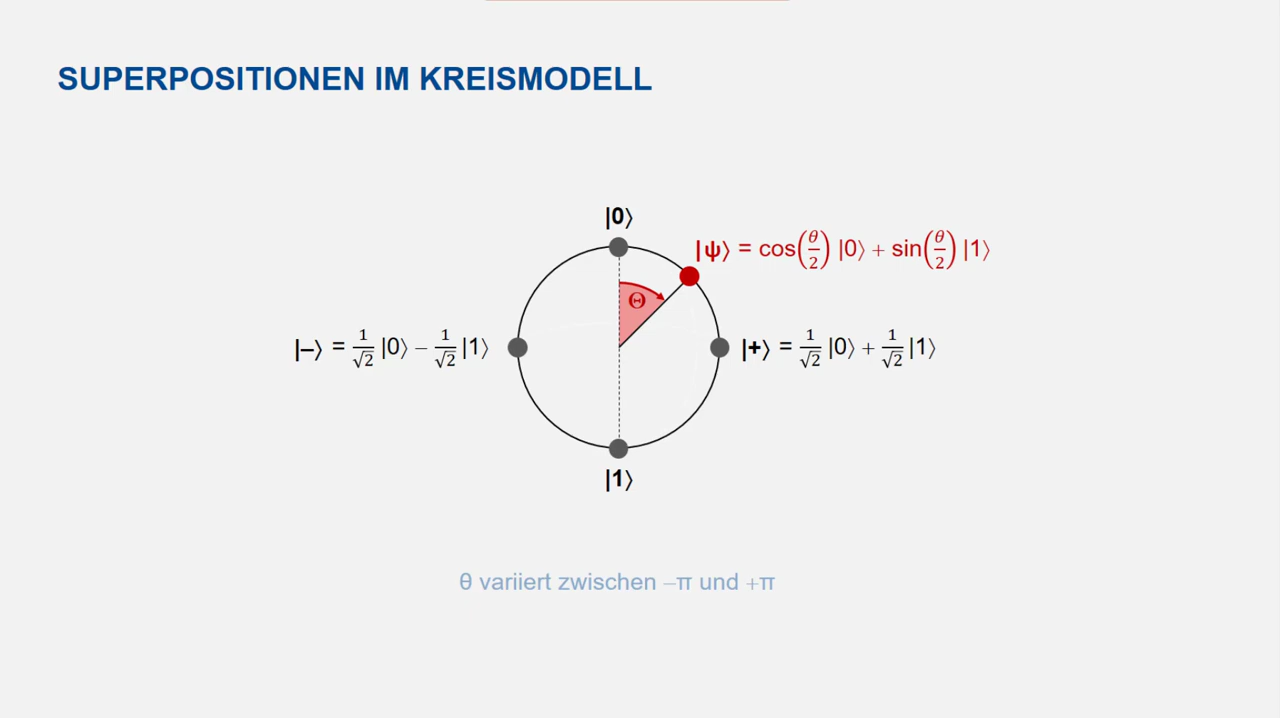 SUPERPOSITIONEN IM KREISMODELL
|0⟩
|ψ⟩ = cos(θ/2) |0⟩ + sin(θ/2) |1⟩
Θ
|–⟩ = 1/√2 |0⟩ − 1/√2 |1⟩
|+⟩ = 1/√2 |0⟩ + 1/√2 |1⟩
|1⟩
θ variiert zwischen −π und +π